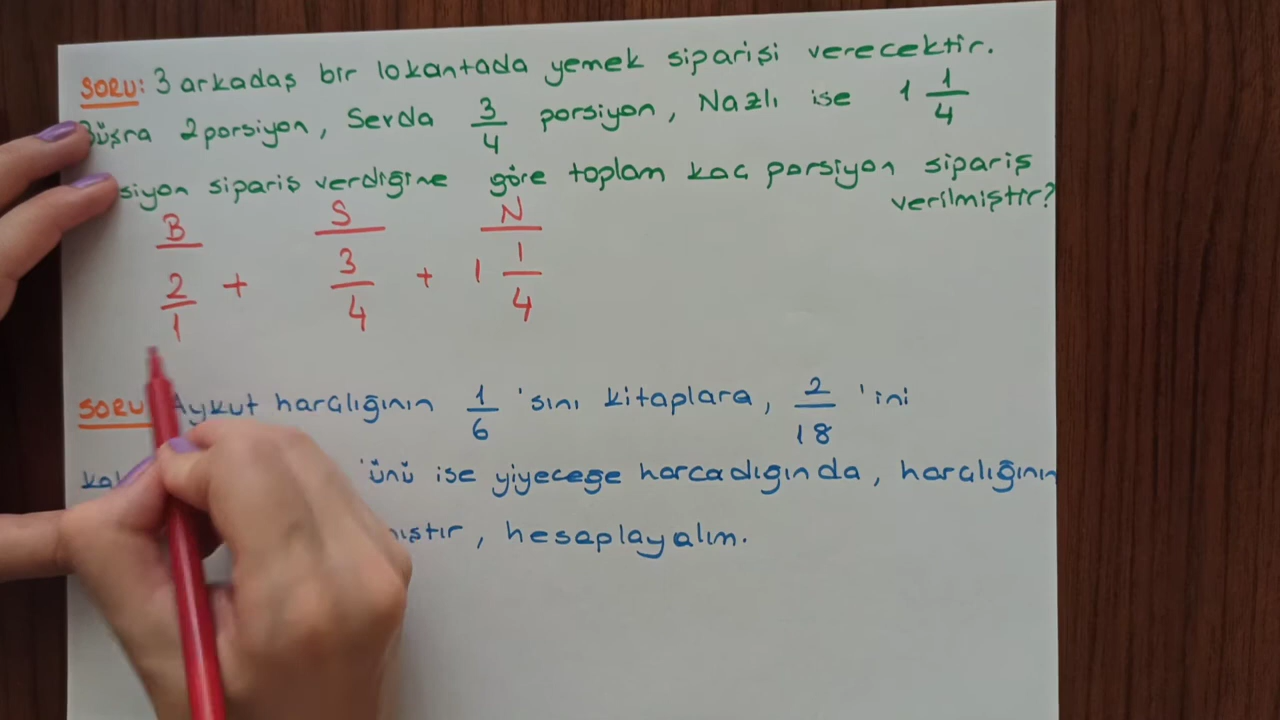 SORU: 3 arkadaş bir lokantada yemek siparişi verecektir.
Büşra 2 porsiyon, Serda 3/4 porsiyon, Nazlı ise 1 1/4
siyon sipariş verdiğine göre toplam kaç porsiyon sipariş
verilmiştir?
B S N
2/1 + 3/4 + 1 1/4
SORU Aykut harçlığının 1/6 'sını kitaplara, 2/18 'ini
'ünü ise yiyeceğe harcadığında, harçlığının
mıştır, hesaplayalım.